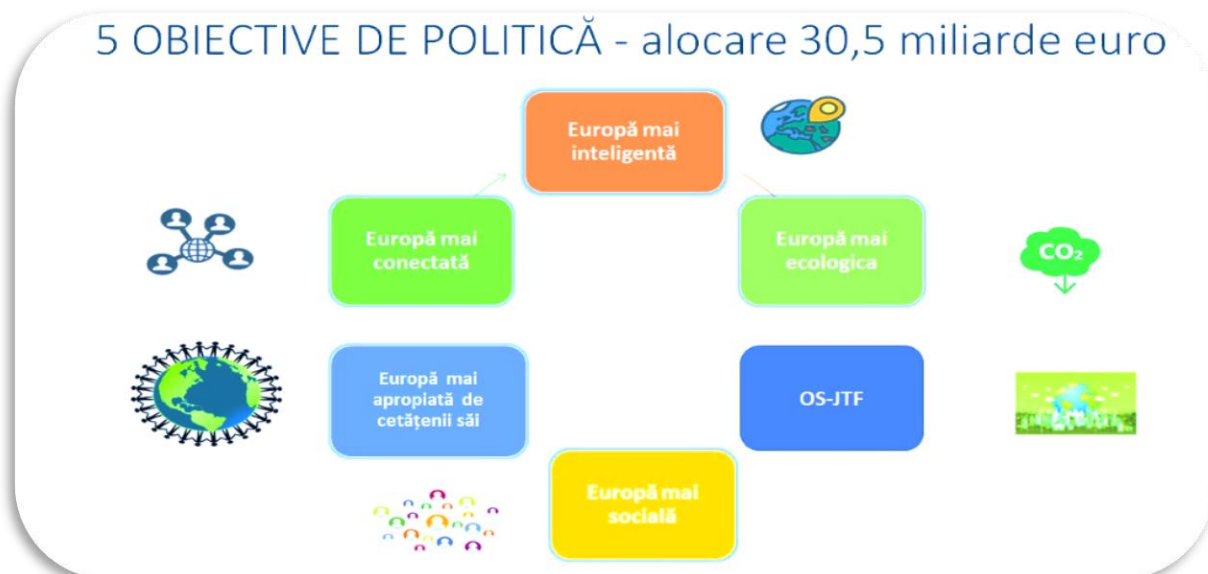 5 OBIECTIVE DE POLITICĂ - alocare 30,5 miliarde euro
Europă mai
inteligentă
Europă mai
conectată
Europă mai
ecologica
CO₂
Europă mai
apropiată de
cetățenii săi
OS-JTF
Europă mai
socială